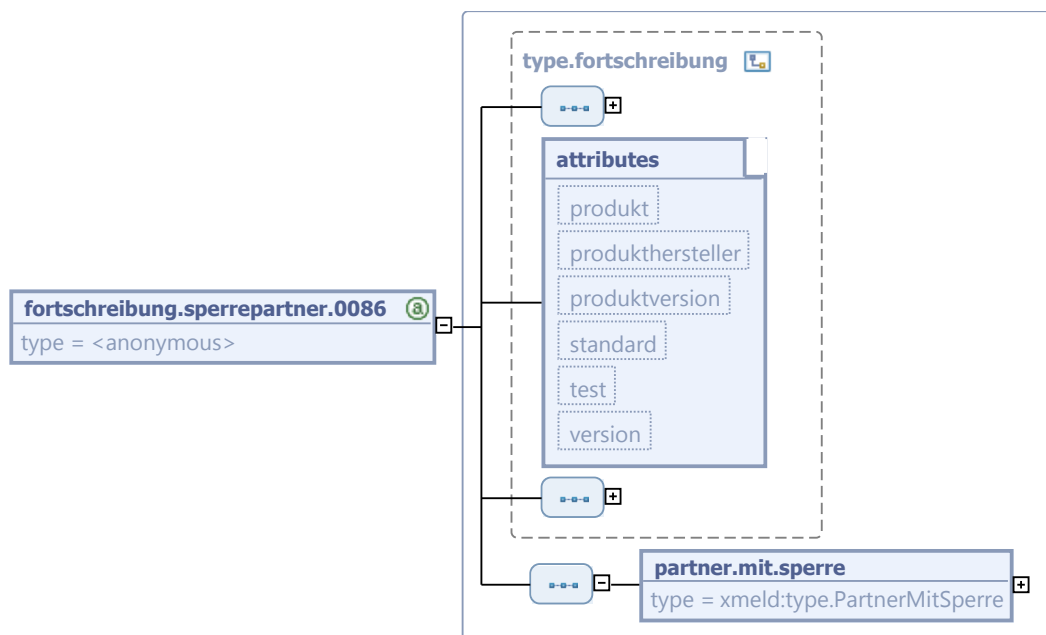 type.fortschreibung
attributes
produkt
produkthersteller
produktversion
standard
test
version
fortschreibung.sperrepartner.0086
type = <anonymous>
partner.mit.sperre
type = xmeld:type.PartnerMitSperre